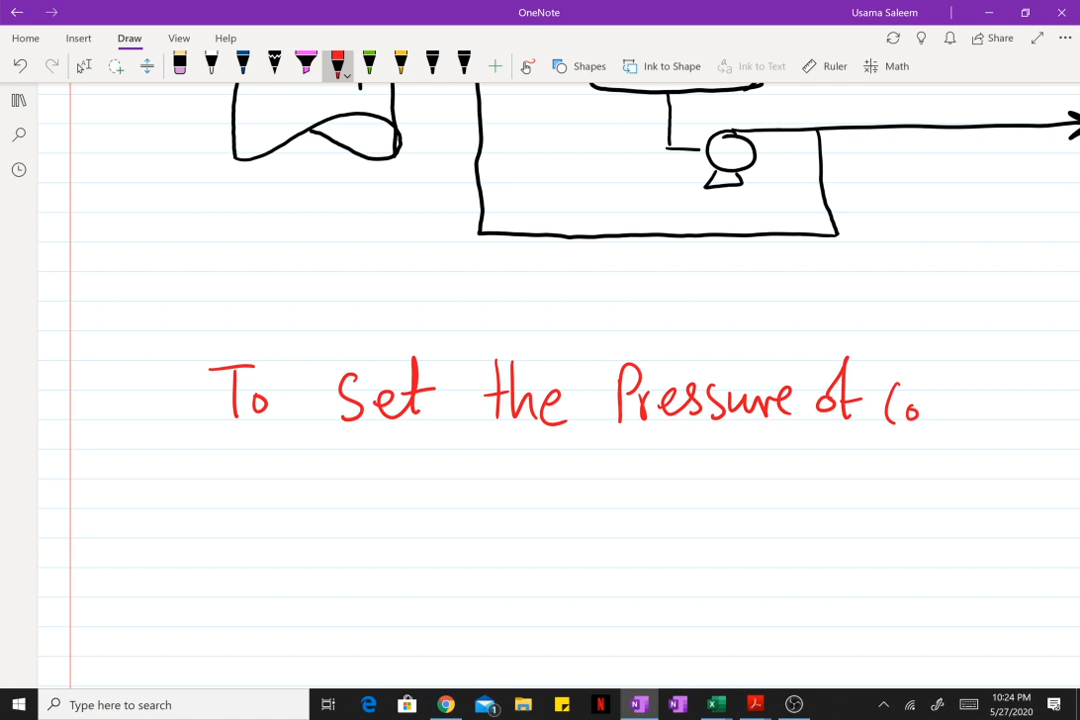 OneNote
Usama Saleem
Home Insert Draw View Help
Share
Shapes Ink to Shape Ink to Text Ruler Math
To set the Pressure of Co
Type here to search
1
10:24 PM
5/27/2020